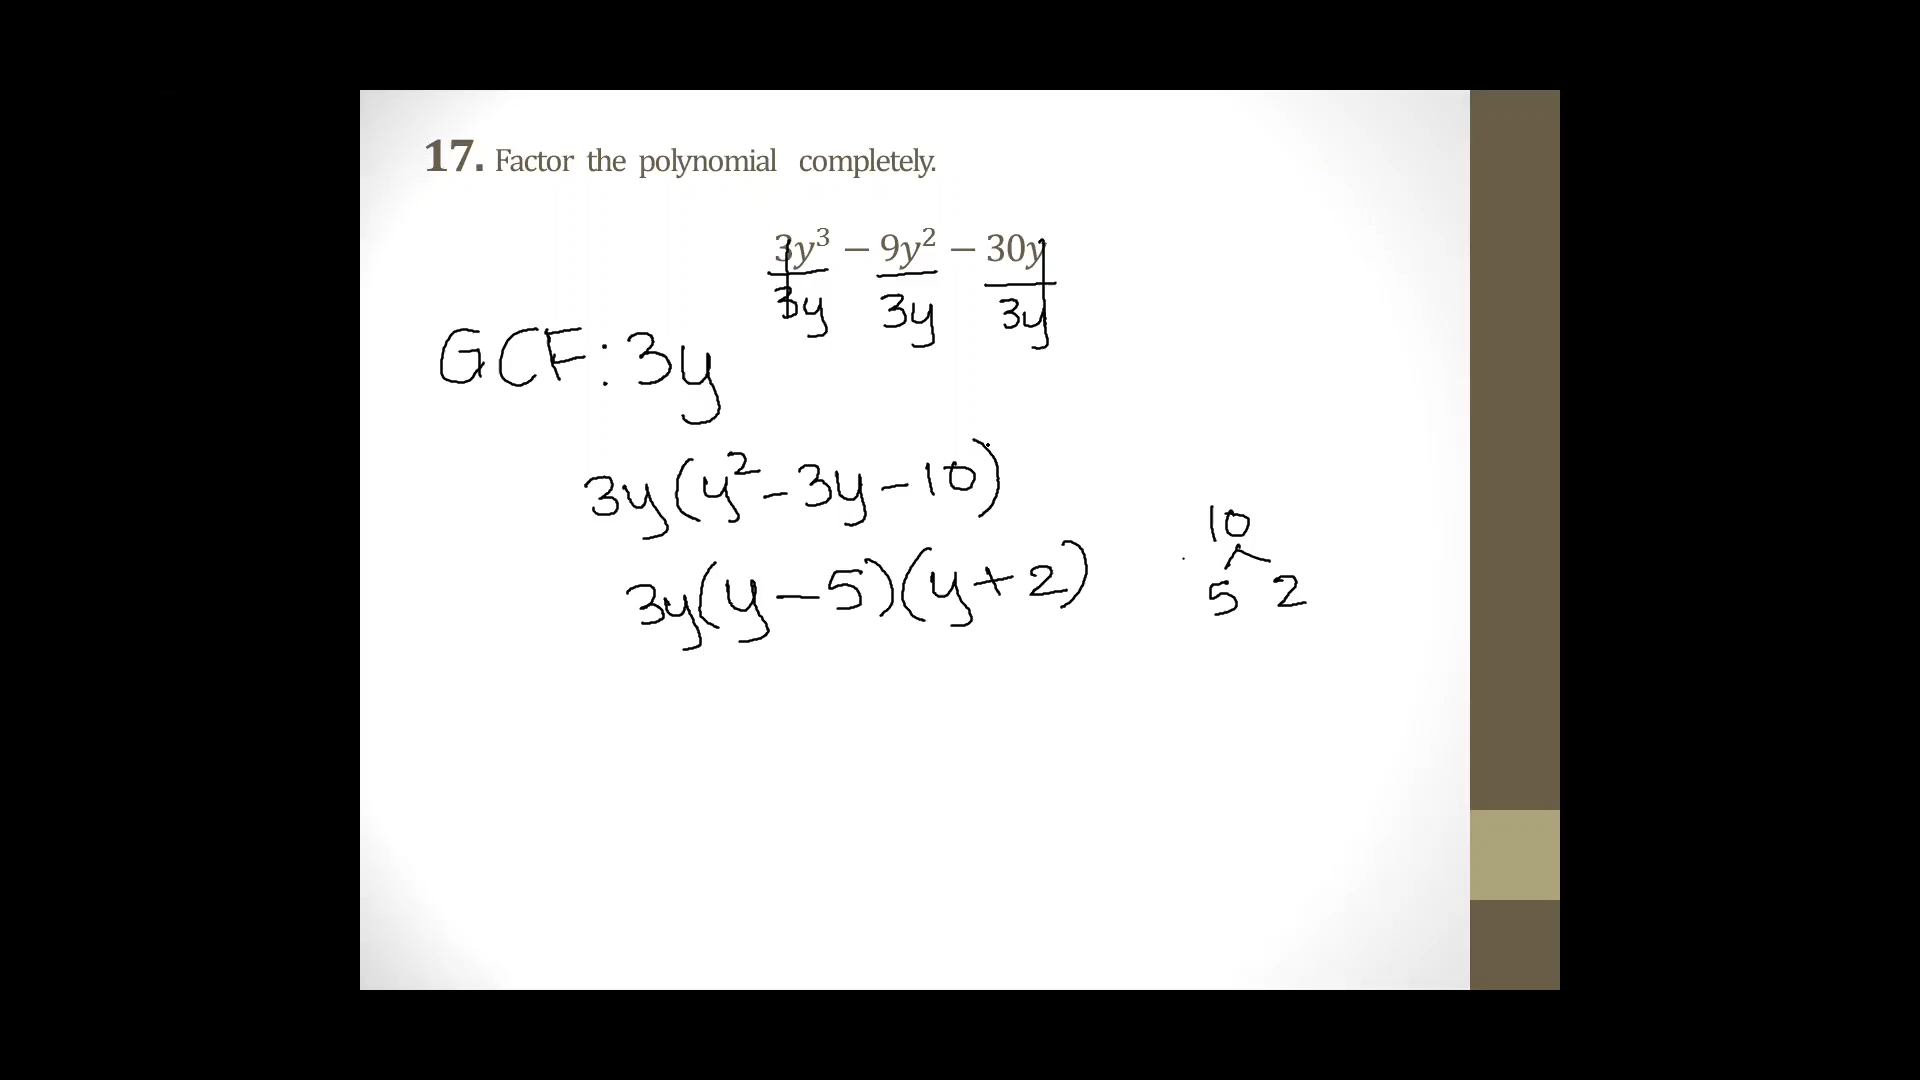 17. Factor the polynomial completely.
3y³ − 9y² − 30y
3y 3y 3y
GCF: 3y
3y(y² - 3y - 10)
10
3y(y - 5)(y + 2)
5 2